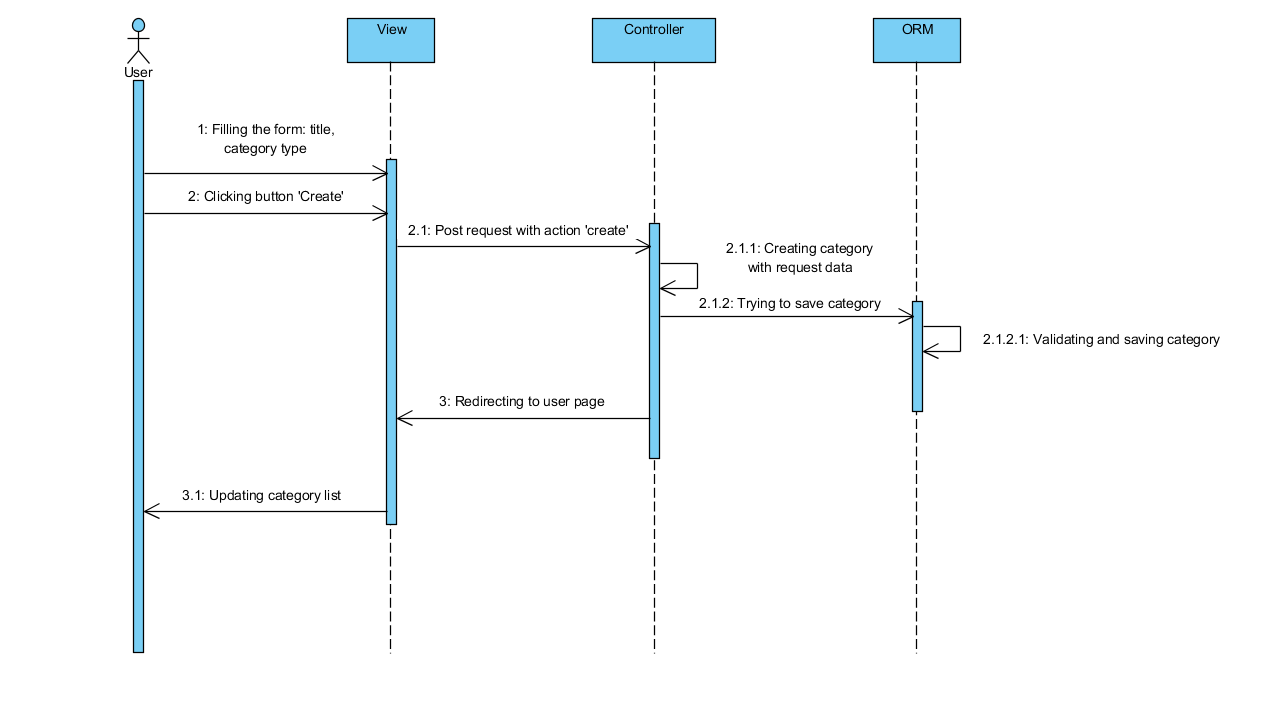 View
Controller
ORM
User
1: Filling the form: title,
category type
2: Clicking button 'Create'
2.1: Post request with action 'create'
2.1.1: Creating category
with request data
2.1.2: Trying to save category
2.1.2.1: Validating and saving category
3: Redirecting to user page
3.1: Updating category list